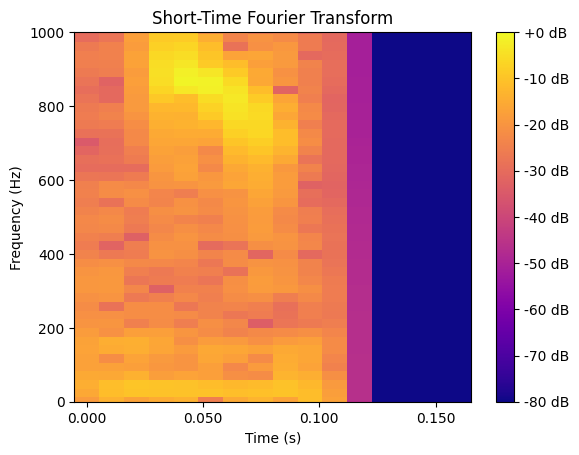 Short-Time Fourier Transform
Frequency (Hz)
1000
800
600
400
200
0
0.000
0.050
0.100
0.150
Time (s)
+0 dB
-10 dB
-20 dB
-30 dB
-40 dB
-50 dB
-60 dB
-70 dB
-80 dB